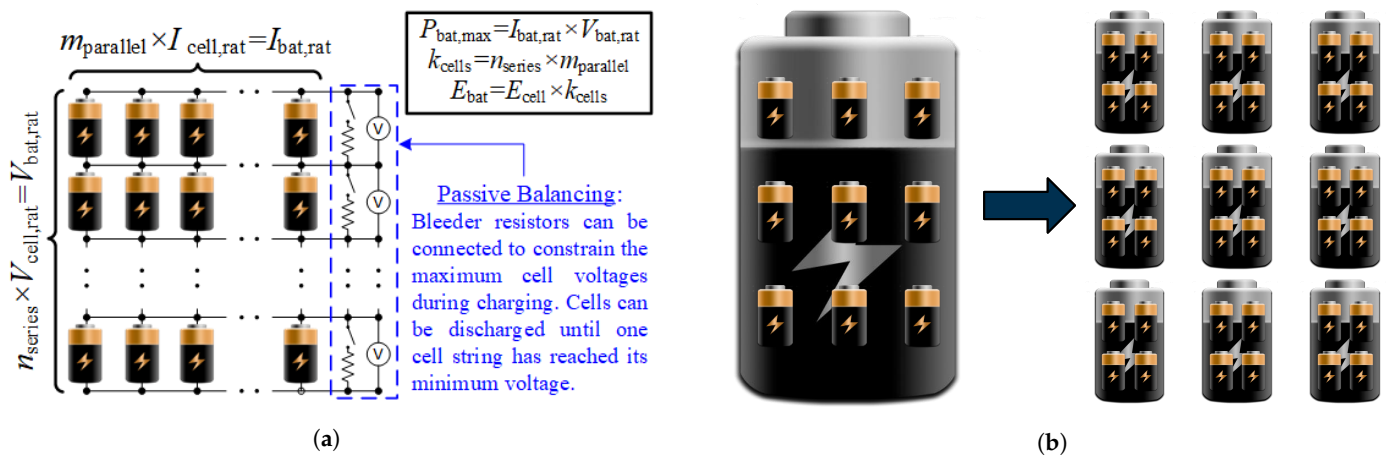 m_parallel × I_cell,rat = I_bat,rat
P_bat,max = I_bat,rat × V_bat,rat
k_cells = n_series × m_parallel
E_bat = E_cell × k_cells
n_series × V_cell,rat = V_bat,rat
V
V
V
Passive Balancing:
Bleeder resistors can be
connected to constrain the
maximum cell voltages
during charging. Cells can
be discharged until one
cell string has reached its
minimum voltage.
(a)
(b)